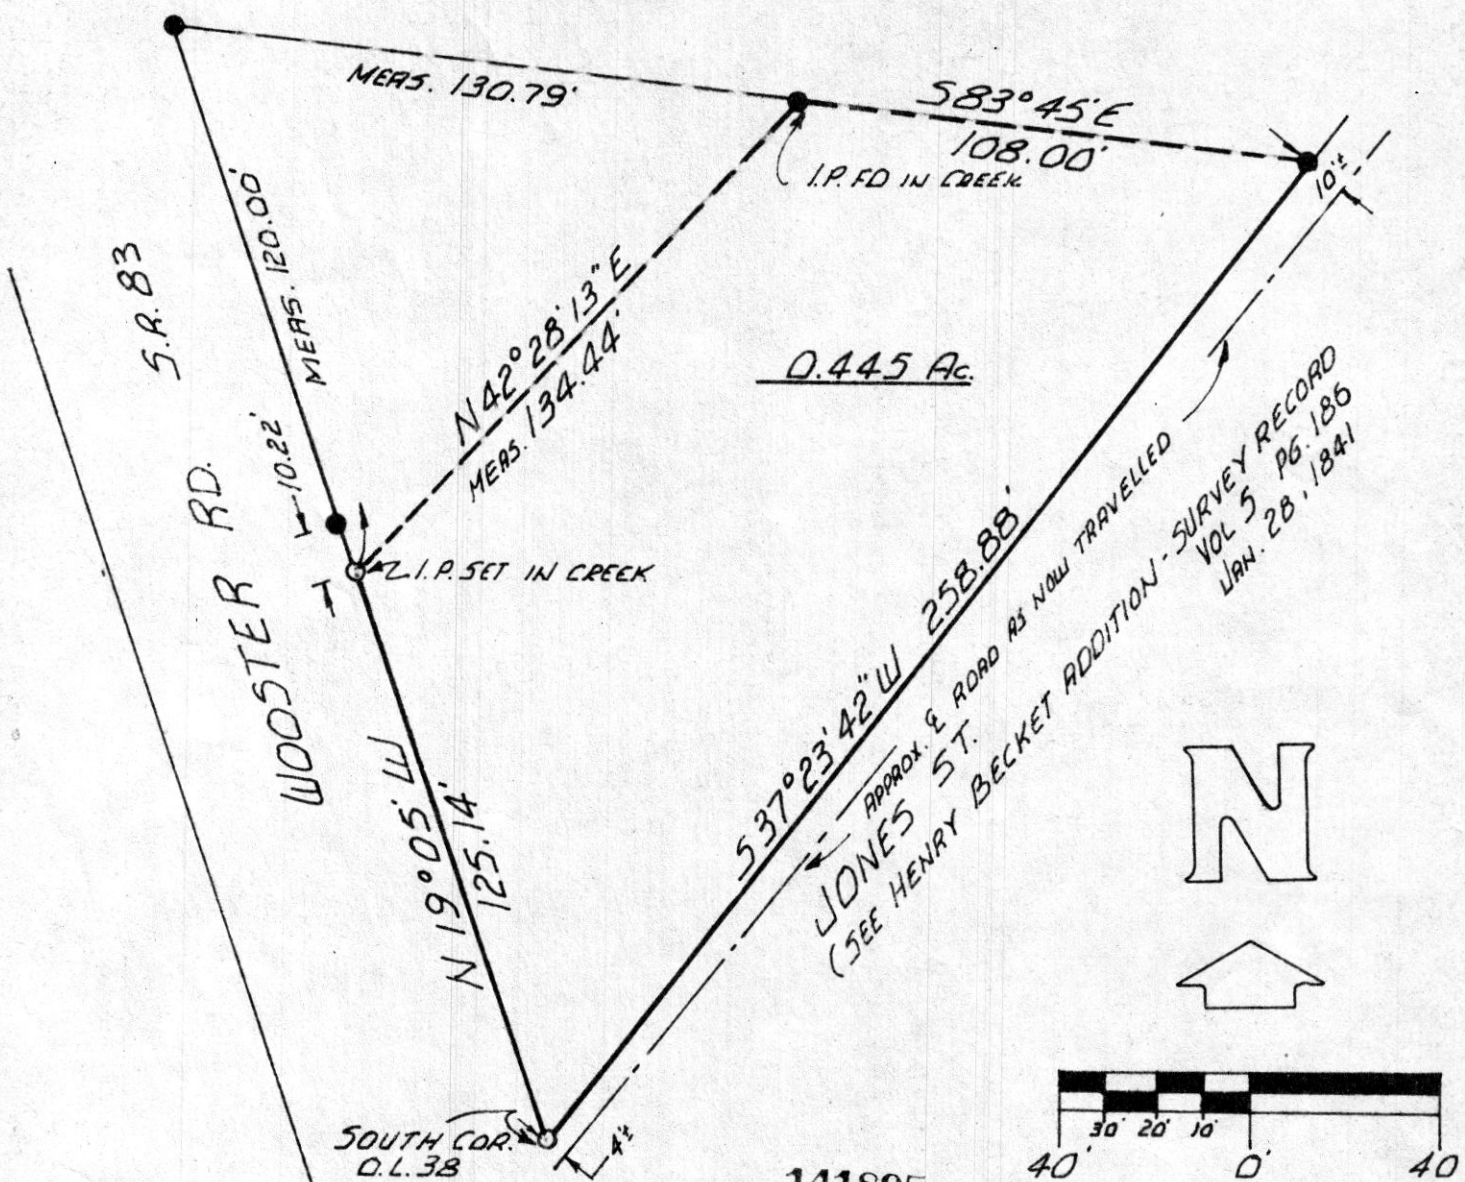 MEAS. 130.79'
S83°45'E
108.00'
I.P. FD IN CREEK
10'±
MEAS. 120.00'
S.R. 83
N42°28'13"E
MEAS. 134.44'
0.445 Ac.
10.22'
WOOSTER RD.
I.P. SET IN CREEK
N 19°05' W
125.14'
S37°23'42"W 258.88'
APPROX. ℄ ROAD AS NOW TRAVELLED
JONES ST.
(SEE HENRY BECKET ADDITION - SURVEY RECORD
VOL 5 PG. 186
JAN. 28, 1841
N
SOUTH COR.
O.L. 38
4'±
30' 20' 10'
40' 0' 40